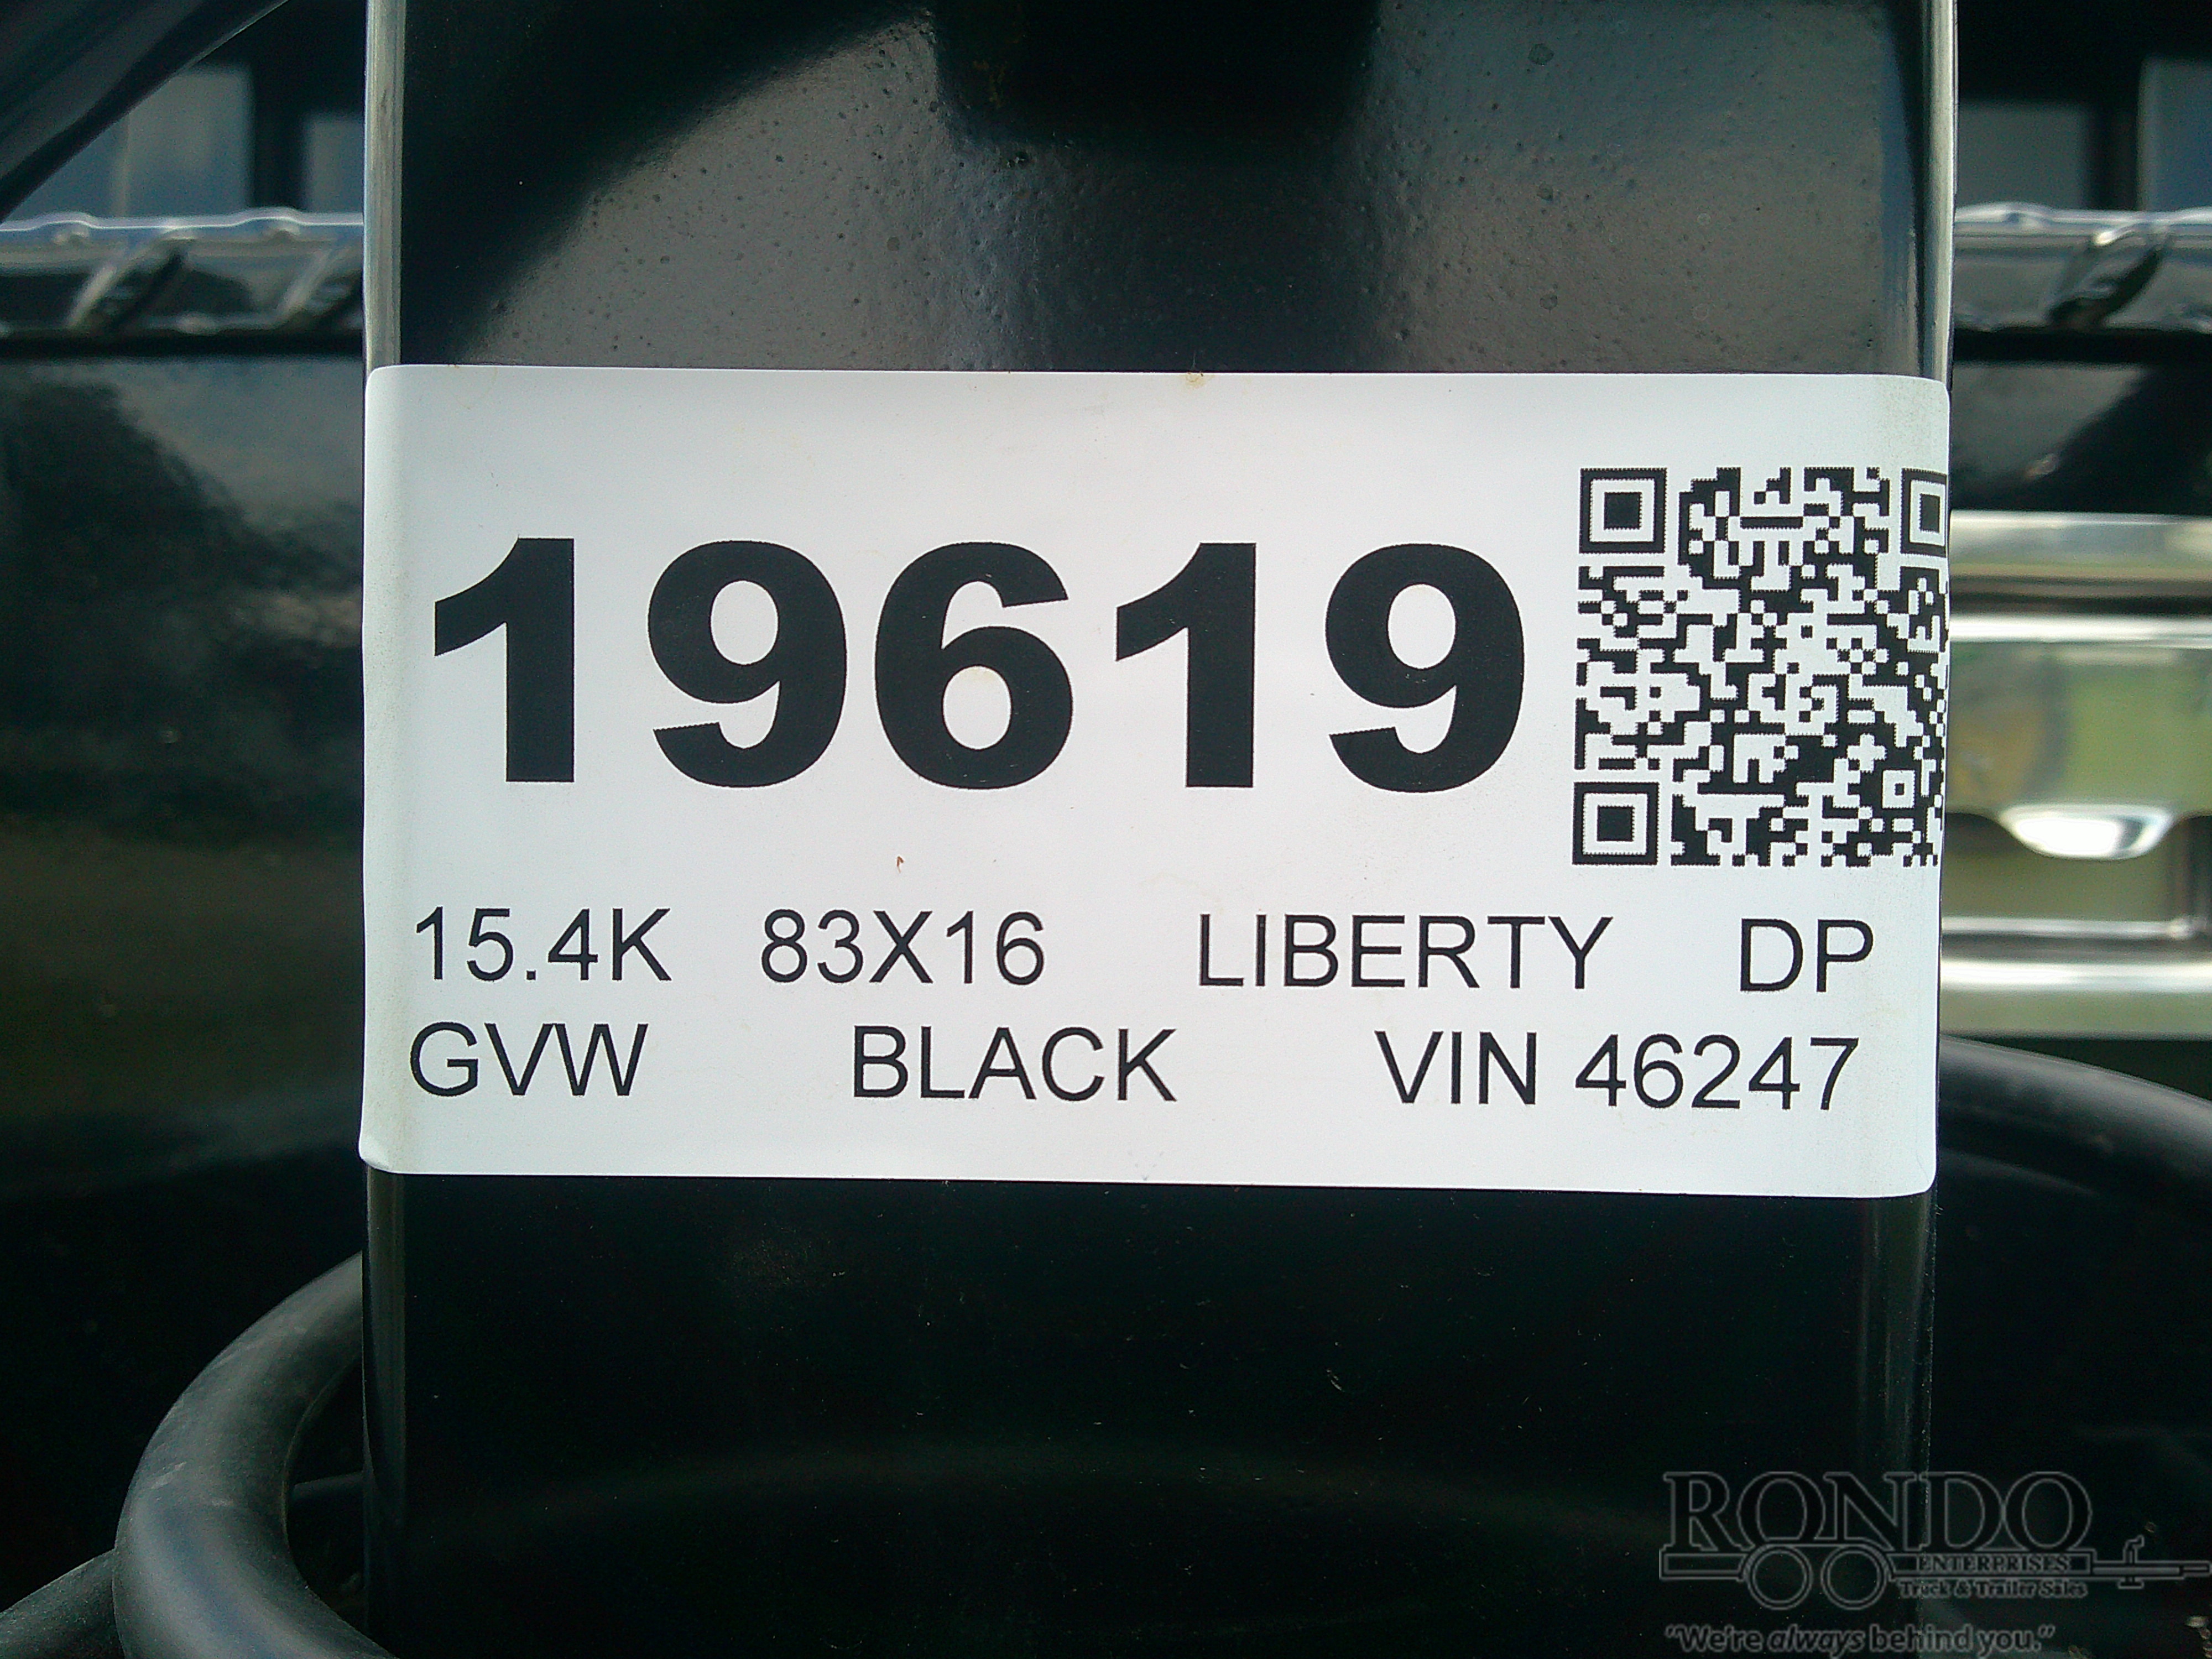 19619
15.4K 83X16 LIBERTY DP
GVW BLACK VIN 46247
RONDO
ENTERPRISES
Truck & Trailer Sales
"We're always behind you."